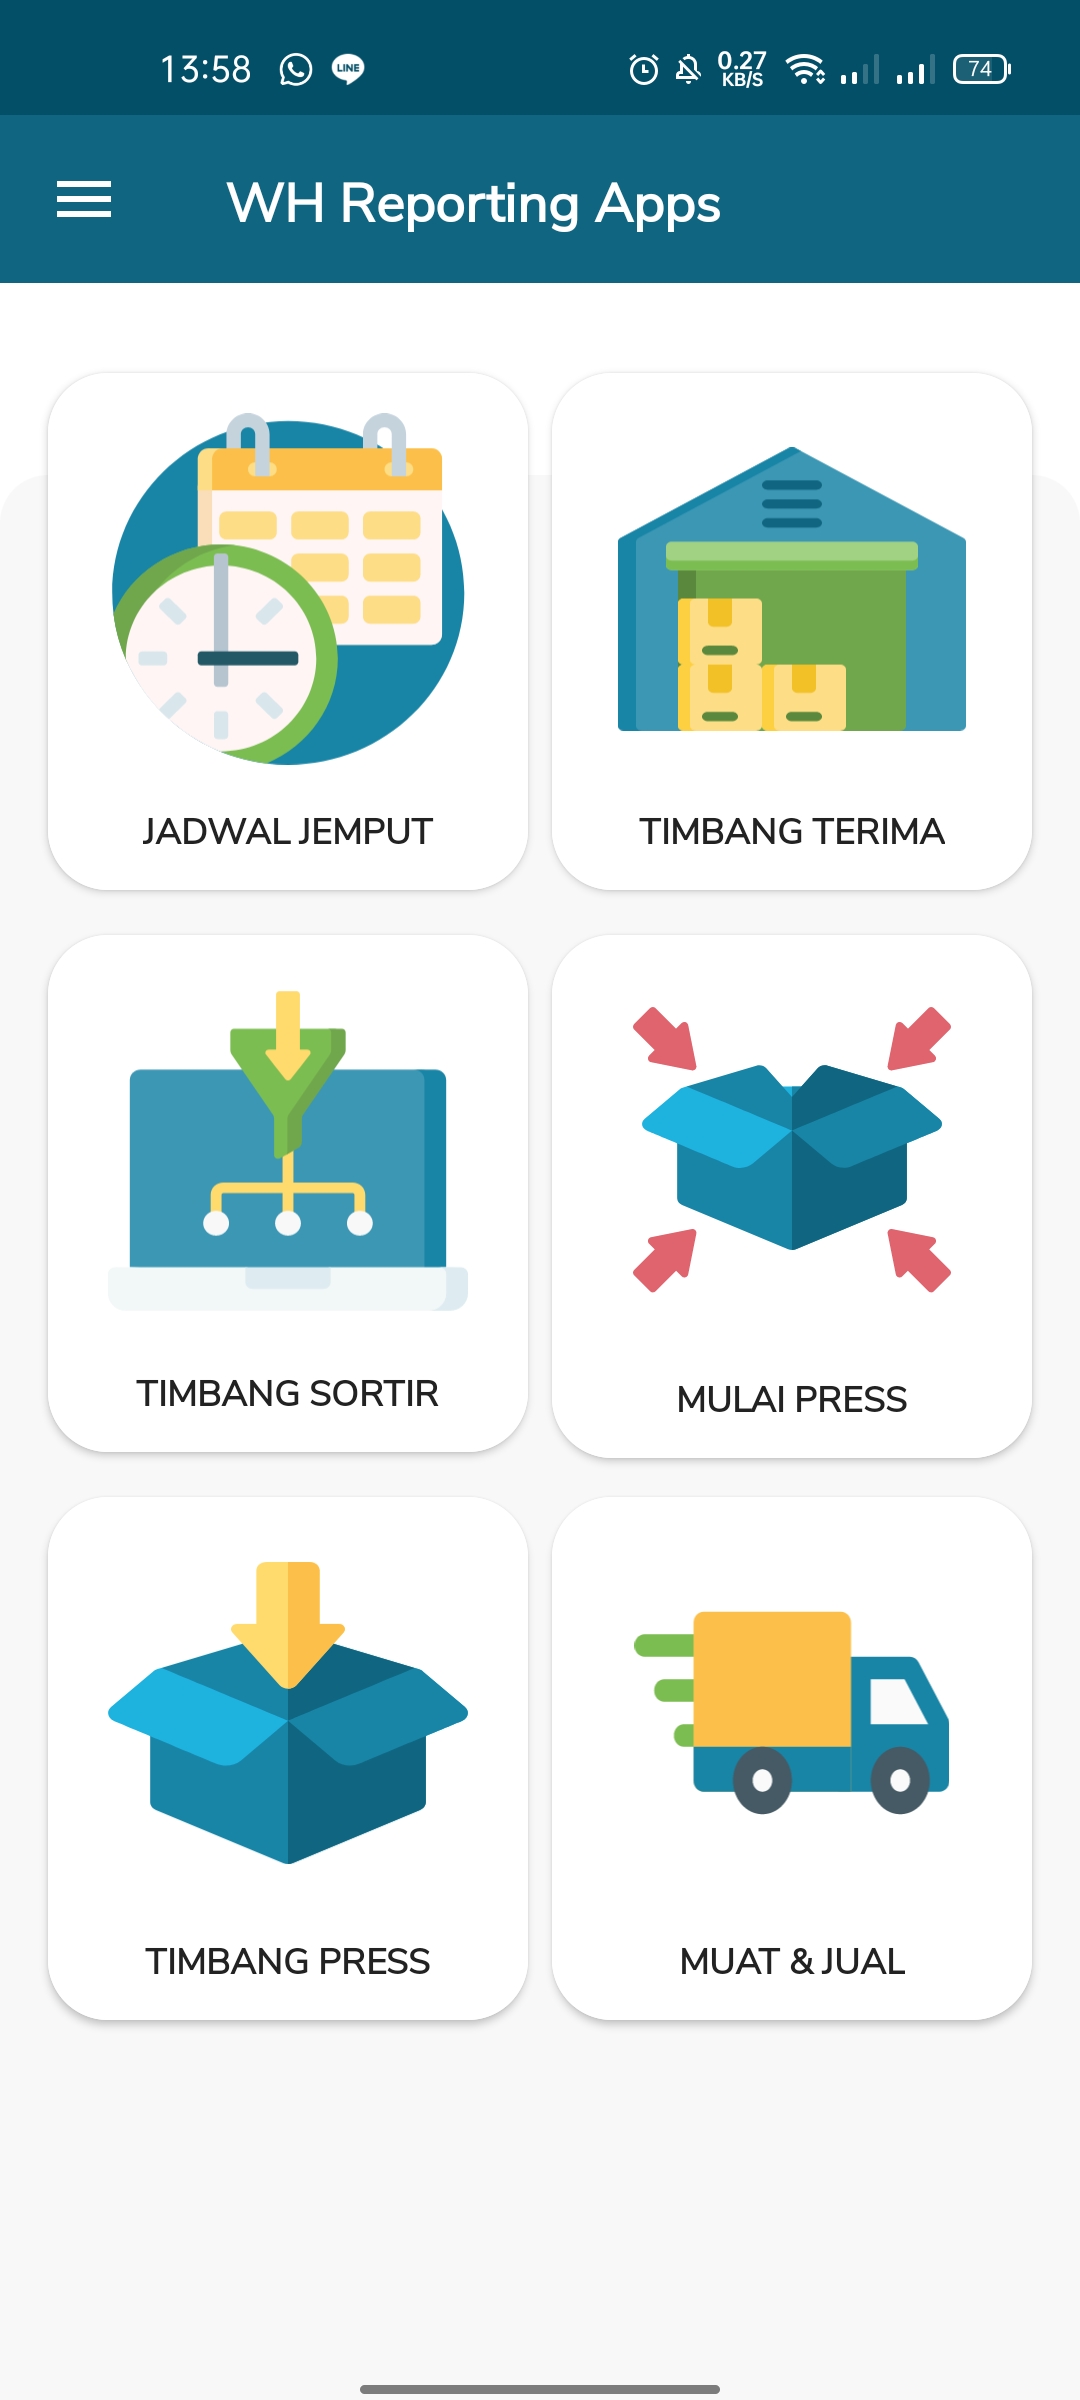 13:58 LINE 0.27 KB/S 74
WH Reporting Apps
JADWAL JEMPUT
TIMBANG TERIMA
TIMBANG SORTIR
MULAI PRESS
TIMBANG PRESS
MUAT & JUAL